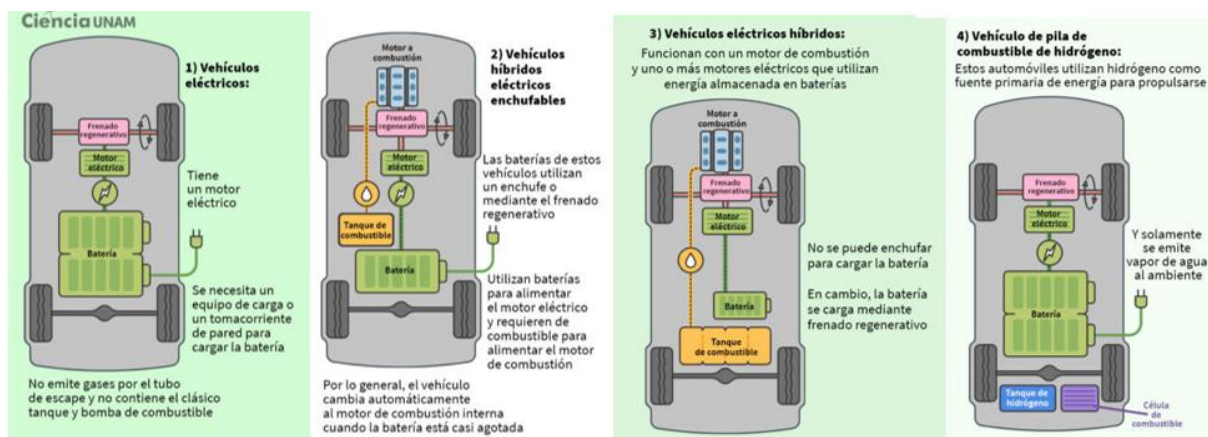 Ciencia UNAM
1) Vehículos
eléctricos:
Frenado
regenerativo
Motor
eléctrico
Batería
Tiene
un motor
eléctrico
Se necesita un
equipo de carga o
un tomacorriente
de pared para
cargar la batería
No emite gases por el tubo
de escape y no contiene el clásico
tanque y bomba de combustible
Motor a
combustión
2) Vehículos
híbridos
eléctricos
enchufables
Frenado
regenerativo
Motor
eléctrico
Tanque de
combustible
Batería
Las baterías de estos
vehículos utilizan
un enchufe o
mediante el frenado
regenerativo
Utilizan baterías
para alimentar
el motor eléctrico
y requieren de
combustible para
alimentar el motor
de combustión
Por lo general, el vehículo
cambia automáticamente
al motor de combustión interna
cuando la batería está casi agotada
3) Vehículos eléctricos híbridos:
Funcionan con un motor de combustión
y uno o más motores eléctricos que utilizan
energía almacenada en baterías
Motor a
combustión
Frenado
regenerativo
Motor
eléctrico
Batería
Tanque
de combustible
No se puede enchufar
para cargar la batería
En cambio, la batería
se carga mediante
frenado regenerativo
4) Vehículo de pila de
combustible de hidrógeno:
Estos automóviles utilizan hidrógeno como
fuente primaria de energía para propulsarse
Frenado
regenerativo
Motor
eléctrico
Batería
Y solamente
se emite
vapor de agua
al ambiente
Tanque de
hidrógeno
Célula
de
combustible